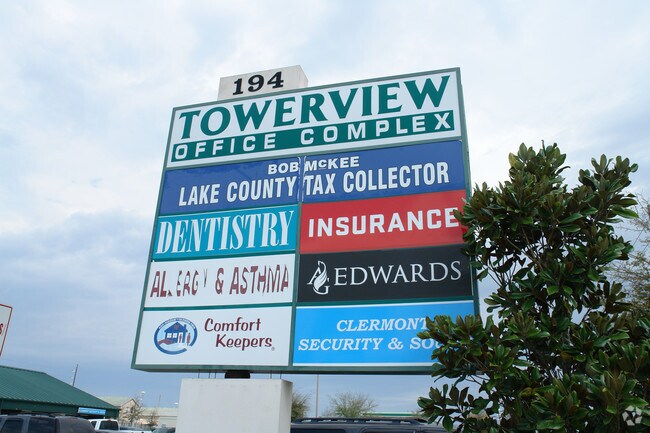 194
TOWERVIEW
OFFICE COMPLEX
BOB MCKEE
LAKE COUNTY TAX COLLECTOR
DENTISTRY
INSURANCE
& ASTHMA
EDWARDS
Comfort
Keepers
CLERMONT
SECURITY &